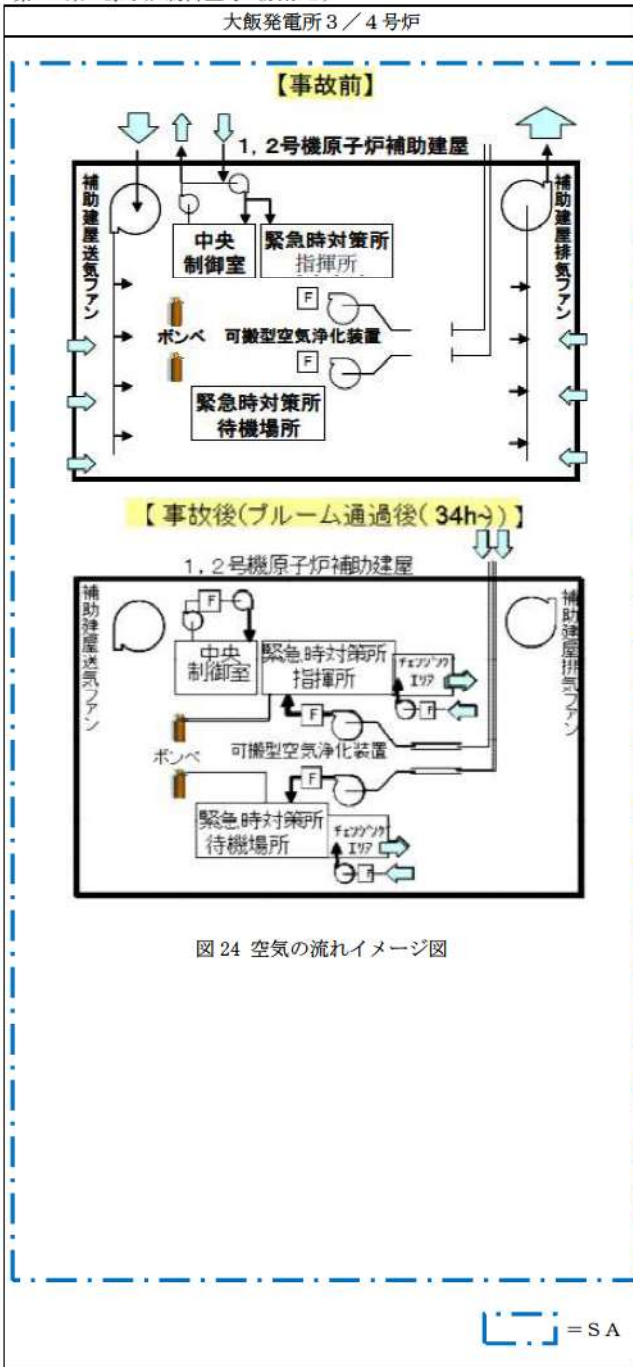 大飯発電所３／４号炉
【事故前】
1，2号機原子炉補助建屋
補助建屋送気ファン
補助建屋排気ファン
中央
制御室
緊急時対策所
指揮所
F
ボンベ
可搬型空気浄化装置
F
緊急時対策所
待機場所
【事故後(プルーム通過後(34h~))】
1，2号機原子炉補助建屋
補助建屋送気ファン
補助建屋排気ファン
F
中央
制御室
緊急時対策所
指揮所
チェンジング
エリア
F
F
ボンベ
可搬型空気浄化装置
F
緊急時対策所
待機場所
チェンジング
エリア
F
図 24 空気の流れイメージ図
＝ＳＡ